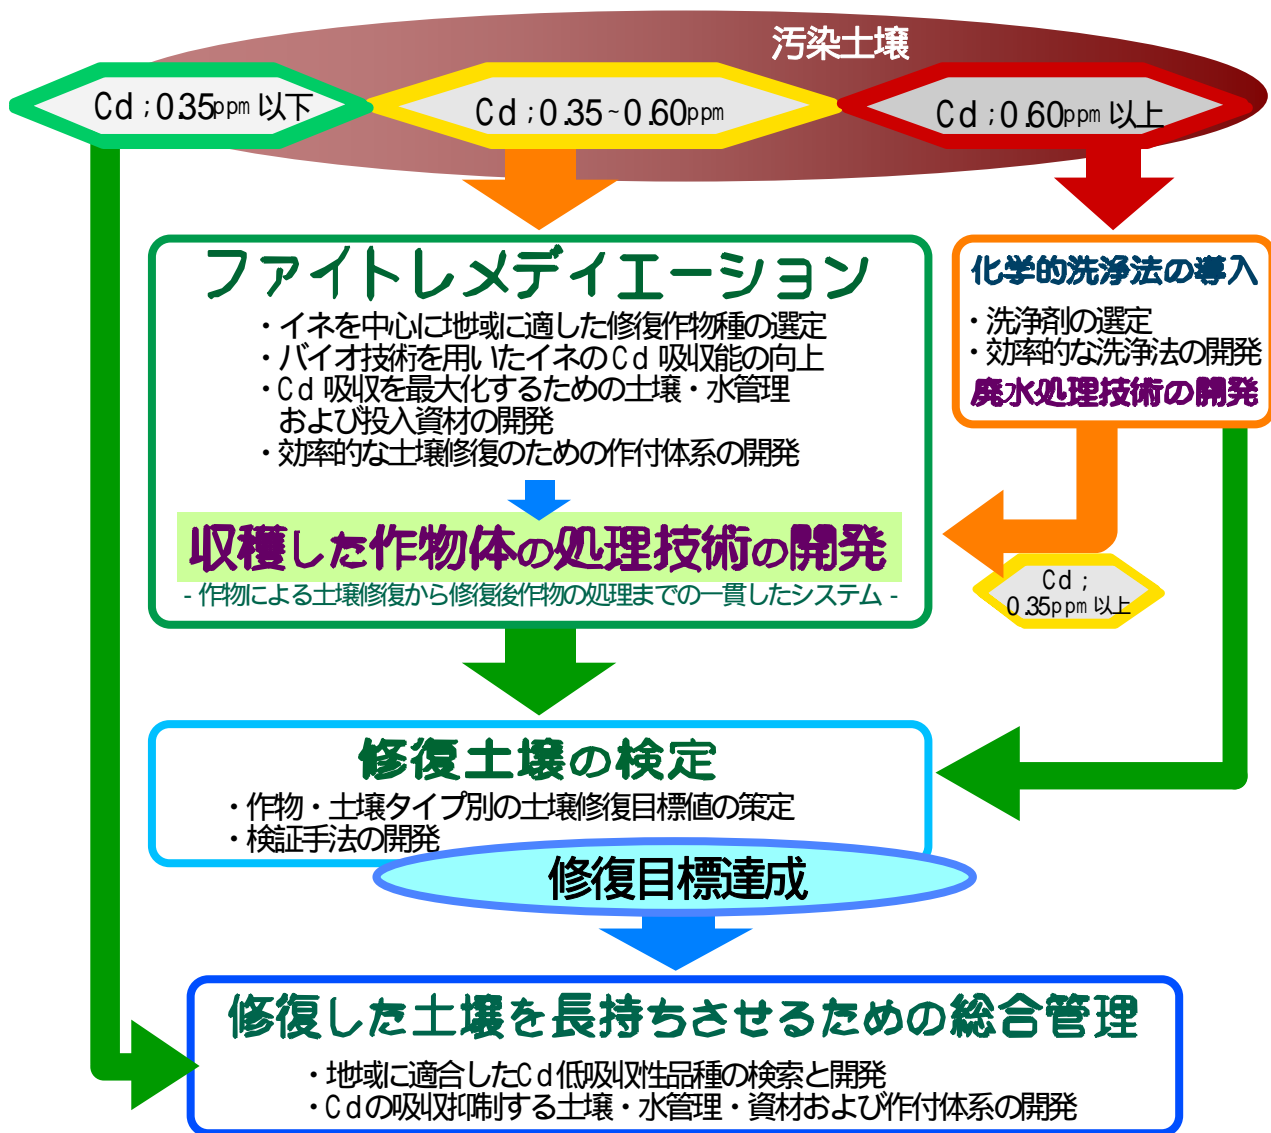 汚染土壌
Cd;0.35ppm以下
Cd;0.35~0.60ppm
Cd;0.60ppm以上
ファイトレメデイエーション
・イネを中心に地域に適した修復作物種の選定
・バイオ技術を用いたイネのCd吸収能の向上
・Cd吸収を最大化するための土壌・水管理
および投入資材の開発
・効率的な土壌修復のための作付体系の開発
収穫した作物体の処理技術の開発
-作物による土壌修復から修復後作物の処理までの一貫したシステム-
化学的洗浄法の導入
・洗浄剤の選定
・効率的な洗浄法の開発
廃水処理技術の開発
Cd;
0.35ppm以上
修復土壌の検定
・作物・土壌タイプ別の土壌修復目標値の策定
・検証手法の開発
修復目標達成
修復した土壌を長持ちさせるための総合管理
・地域に適合したCd低吸収性品種の検索と開発
・Cdの吸収抑制する土壌・水管理・資材および作付体系の開発